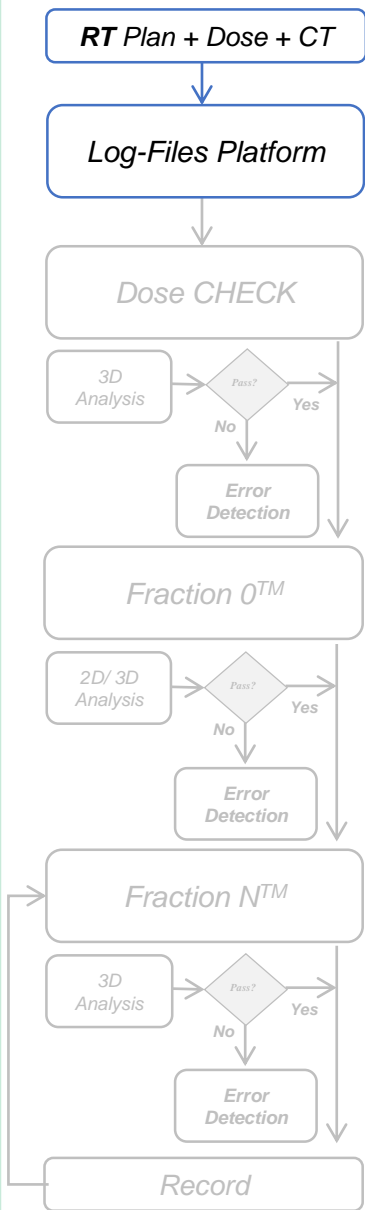 RT Plan + Dose + CT
Log-Files Platform
Dose CHECK
3D
Analysis
Pass?
Yes
No
Error
Detection
Fraction 0TM
2D/ 3D
Analysis
Pass?
Yes
No
Error
Detection
Fraction NTM
3D
Analysis
Pass?
Yes
No
Error
Detection
Record